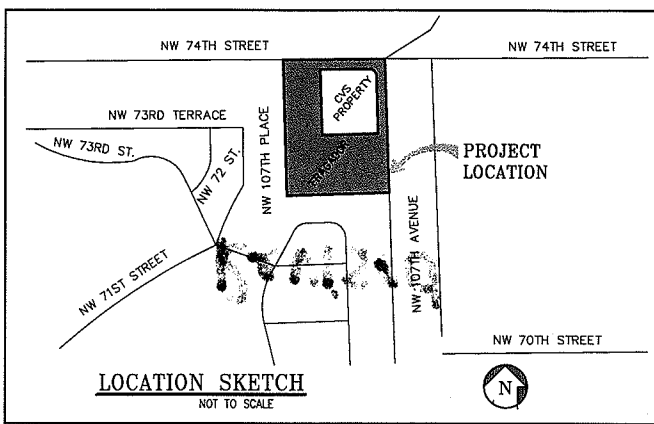 NW 74TH STREET
NW 74TH STREET
CVS
PROPERTY
NW 73RD TERRACE
NW 73RD ST.
NW 72 ST.
NW 107TH PLACE
PROJECT
LOCATION
NW 107TH AVENUE
NW 71ST STREET
NW 70TH STREET
LOCATION SKETCH
NOT TO SCALE
N